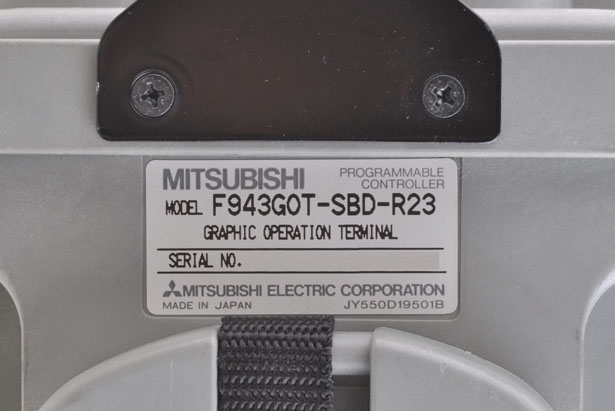 MITSUBISHI PROGRAMMABLE CONTROLLER
MODEL F943GOT-SBD-R23
GRAPHIC OPERATION TERMINAL
SERIAL NO.
MITSUBISHI ELECTRIC CORPORATION
MADE IN JAPAN JY550D19501B